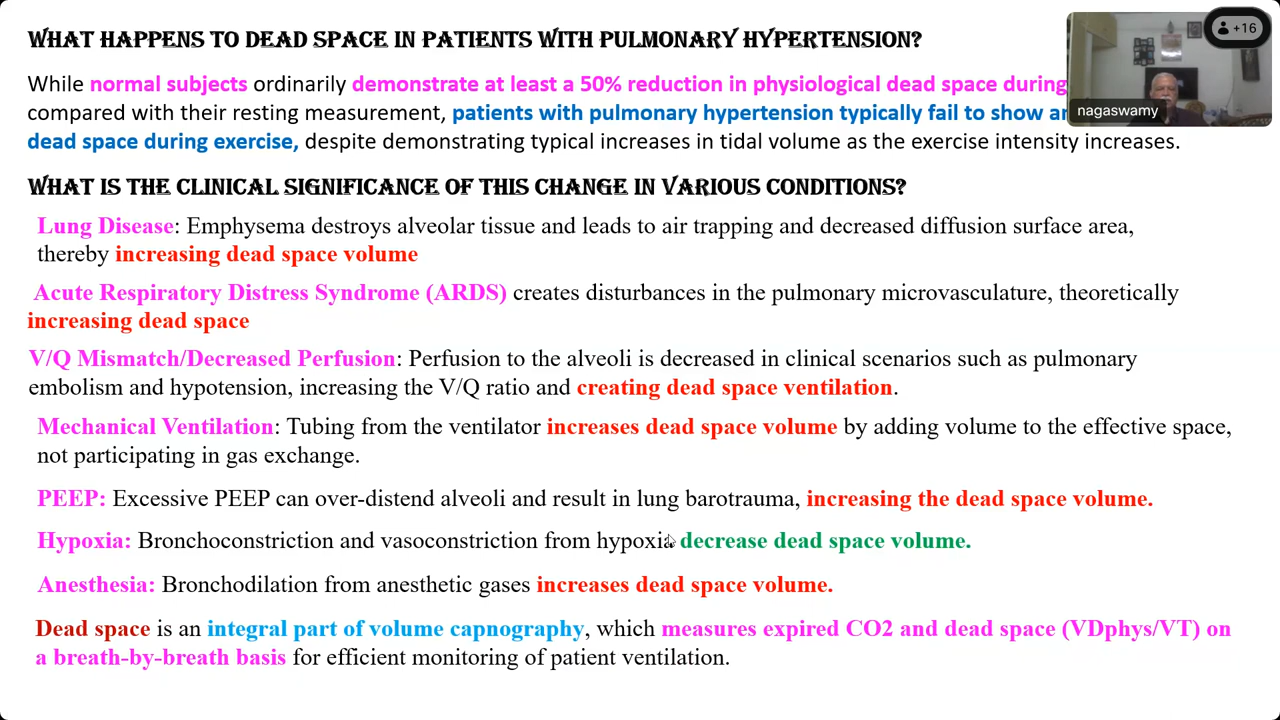 WHAT HAPPENS TO DEAD SPACE IN PATIENTS WITH PULMONARY HYPERTENSION?
+16
While normal subjects ordinarily demonstrate at least a 50% reduction in physiological dead space during
compared with their resting measurement, patients with pulmonary hypertension typically fail to show
nagaswamy
dead space during exercise, despite demonstrating typical increases in tidal volume as the exercise intensity increases.
WHAT IS THE CLINICAL SIGNIFICANCE OF THIS CHANGE IN VARIOUS CONDITIONS?
Lung Disease: Emphysema destroys alveolar tissue and leads to air trapping and decreased diffusion surface area,
thereby increasing dead space volume
Acute Respiratory Distress Syndrome (ARDS) creates disturbances in the pulmonary microvasculature, theoretically
increasing dead space
V/Q Mismatch/Decreased Perfusion: Perfusion to the alveoli is decreased in clinical scenarios such as pulmonary
embolism and hypotension, increasing the V/Q ratio and creating dead space ventilation.
Mechanical Ventilation: Tubing from the ventilator increases dead space volume by adding volume to the effective space,
not participating in gas exchange.
PEEP: Excessive PEEP can over-distend alveoli and result in lung barotrauma, increasing the dead space volume.
Hypoxia: Bronchoconstriction and vasoconstriction from hypoxia decrease dead space volume.
Anesthesia: Bronchodilation from anesthetic gases increases dead space volume.
Dead space is an integral part of volume capnography, which measures expired CO2 and dead space (VDphys/VT) on
a breath-by-breath basis for efficient monitoring of patient ventilation.